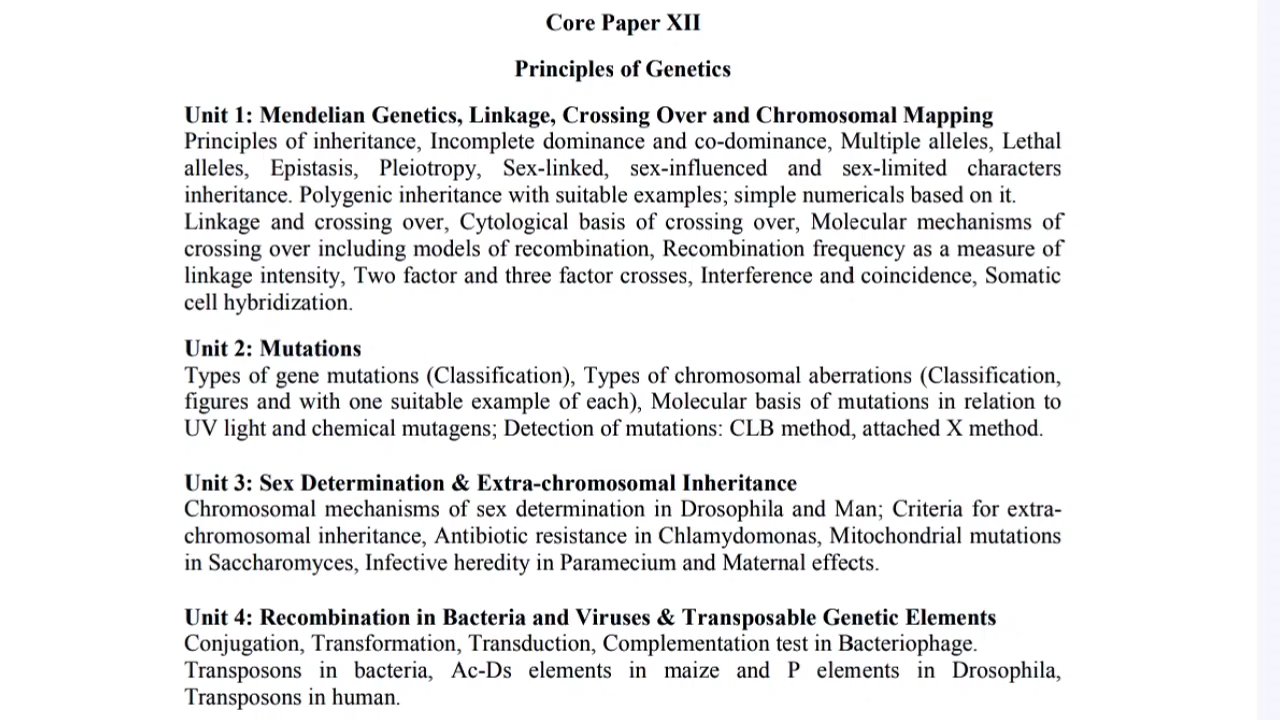 Core Paper XII
Principles of Genetics
Unit 1: Mendelian Genetics, Linkage, Crossing Over and Chromosomal Mapping
Principles of inheritance, Incomplete dominance and co-dominance, Multiple alleles, Lethal
alleles, Epistasis, Pleiotropy, Sex-linked, sex-influenced and sex-limited characters
inheritance. Polygenic inheritance with suitable examples; simple numericals based on it.
Linkage and crossing over, Cytological basis of crossing over, Molecular mechanisms of
crossing over including models of recombination, Recombination frequency as a measure of
linkage intensity, Two factor and three factor crosses, Interference and coincidence, Somatic
cell hybridization.
Unit 2: Mutations
Types of gene mutations (Classification), Types of chromosomal aberrations (Classification,
figures and with one suitable example of each), Molecular basis of mutations in relation to
UV light and chemical mutagens; Detection of mutations: CLB method, attached X method.
Unit 3: Sex Determination & Extra-chromosomal Inheritance
Chromosomal mechanisms of sex determination in Drosophila and Man; Criteria for extra-
chromosomal inheritance, Antibiotic resistance in Chlamydomonas, Mitochondrial mutations
in Saccharomyces, Infective heredity in Paramecium and Maternal effects.
Unit 4: Recombination in Bacteria and Viruses & Transposable Genetic Elements
Conjugation, Transformation, Transduction, Complementation test in Bacteriophage.
Transposons in bacteria, Ac-Ds elements in maize and P elements in Drosophila,
Transposons in human.